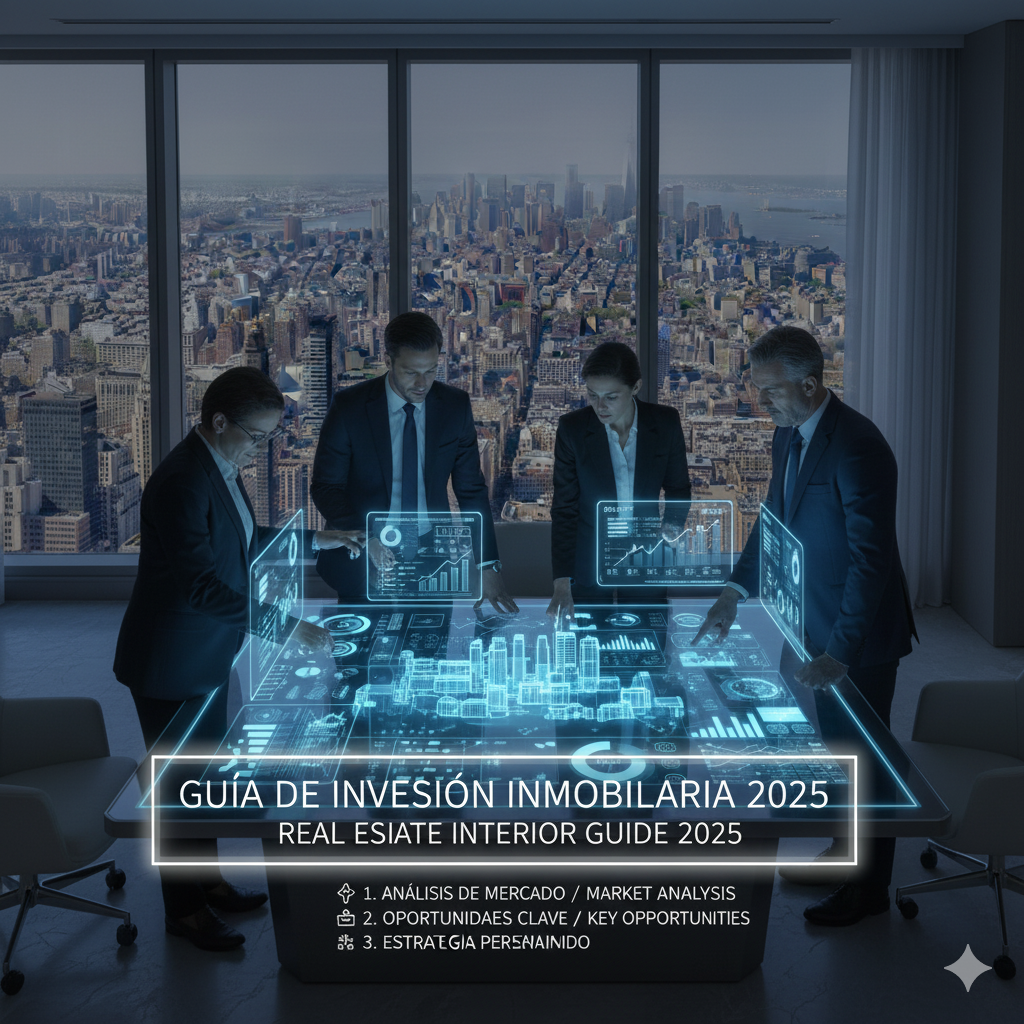 GUÍA DE INVESIÓN INMOBILARIA 2025
REAL ESIATE INTERIOR GUIDE 2025
1. ANÁLISIS DE MERCADO / MARKET ANALYSIS
2. OPORTUNIDAES CLAVE / KEY OPPORTUNITIES
3. ESTRATEGIA